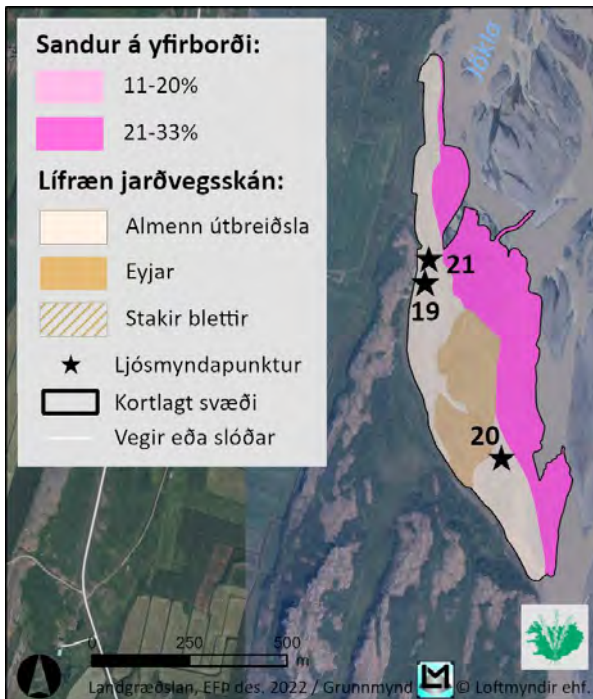 Sandur á yfirborði:
11-20%
21-33%
Lífræn jarðvegsskán:
Almenn útbreiðsla
Eyjar
Stakir blettir
Ljósmyndapunktur
Kortlagt svæði
Vegir eða slóðar
Jökla
21
19
20
0 250 500
m
Landgræðslan, EFÞ des. 2022 / Grunnmynd © Loftmyndir ehf.